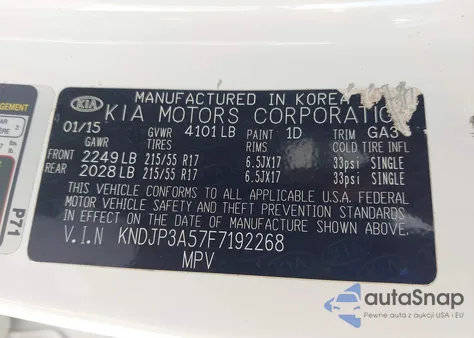 MANUFACTURED IN KOREA
KIA KIA MOTORS CORPORATION
01/15 GVWR 4101 LB PAINT 1D TRIM GA3
GAWR TIRES RIMS COLD TIRE INFL
FRONT 2249 LB 215/55 R17 6.5JX17 33psi SINGLE
REAR 2028 LB 215/55 R17 6.5JX17 33psi SINGLE
THIS VEHICLE CONFORMS TO ALL APPLICABLE U.S.A. FEDERAL
MOTOR VEHICLE SAFETY AND THEFT PREVENTION STANDARDS
IN EFFECT ON THE DATE OF MANUFACTURE SHOWN ABOVE.
V.I.N KNDJP3A57F7192268
MPV
P71
autoSnap
Pewne auta z aukcji USA i EU